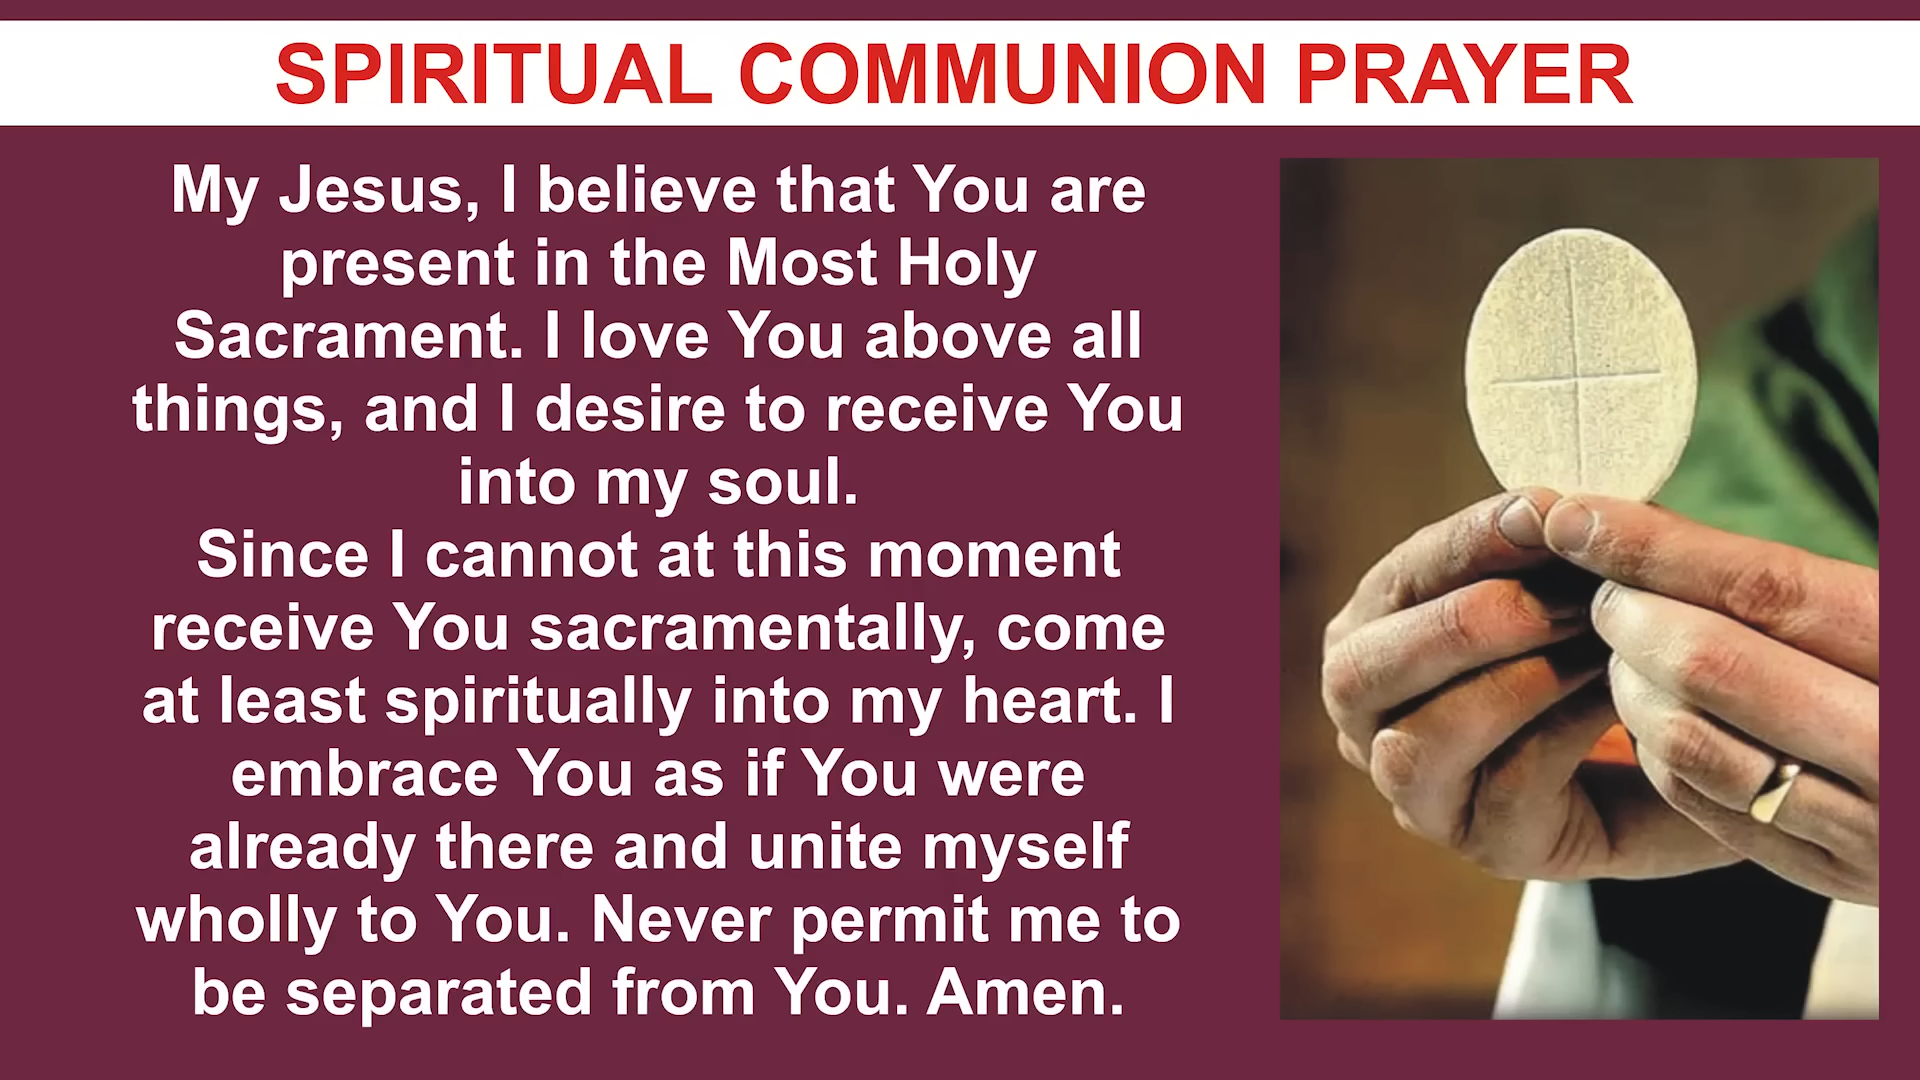 SPIRITUAL COMMUNION PRAYER
My Jesus, I believe that You are
present in the Most Holy
Sacrament. I love You above all
things, and I desire to receive You
into my soul.
Since I cannot at this moment
receive You sacramentally, come
at least spiritually into my heart. I
embrace You as if You were
already there and unite myself
wholly to You. Never permit me to
be separated from You. Amen.